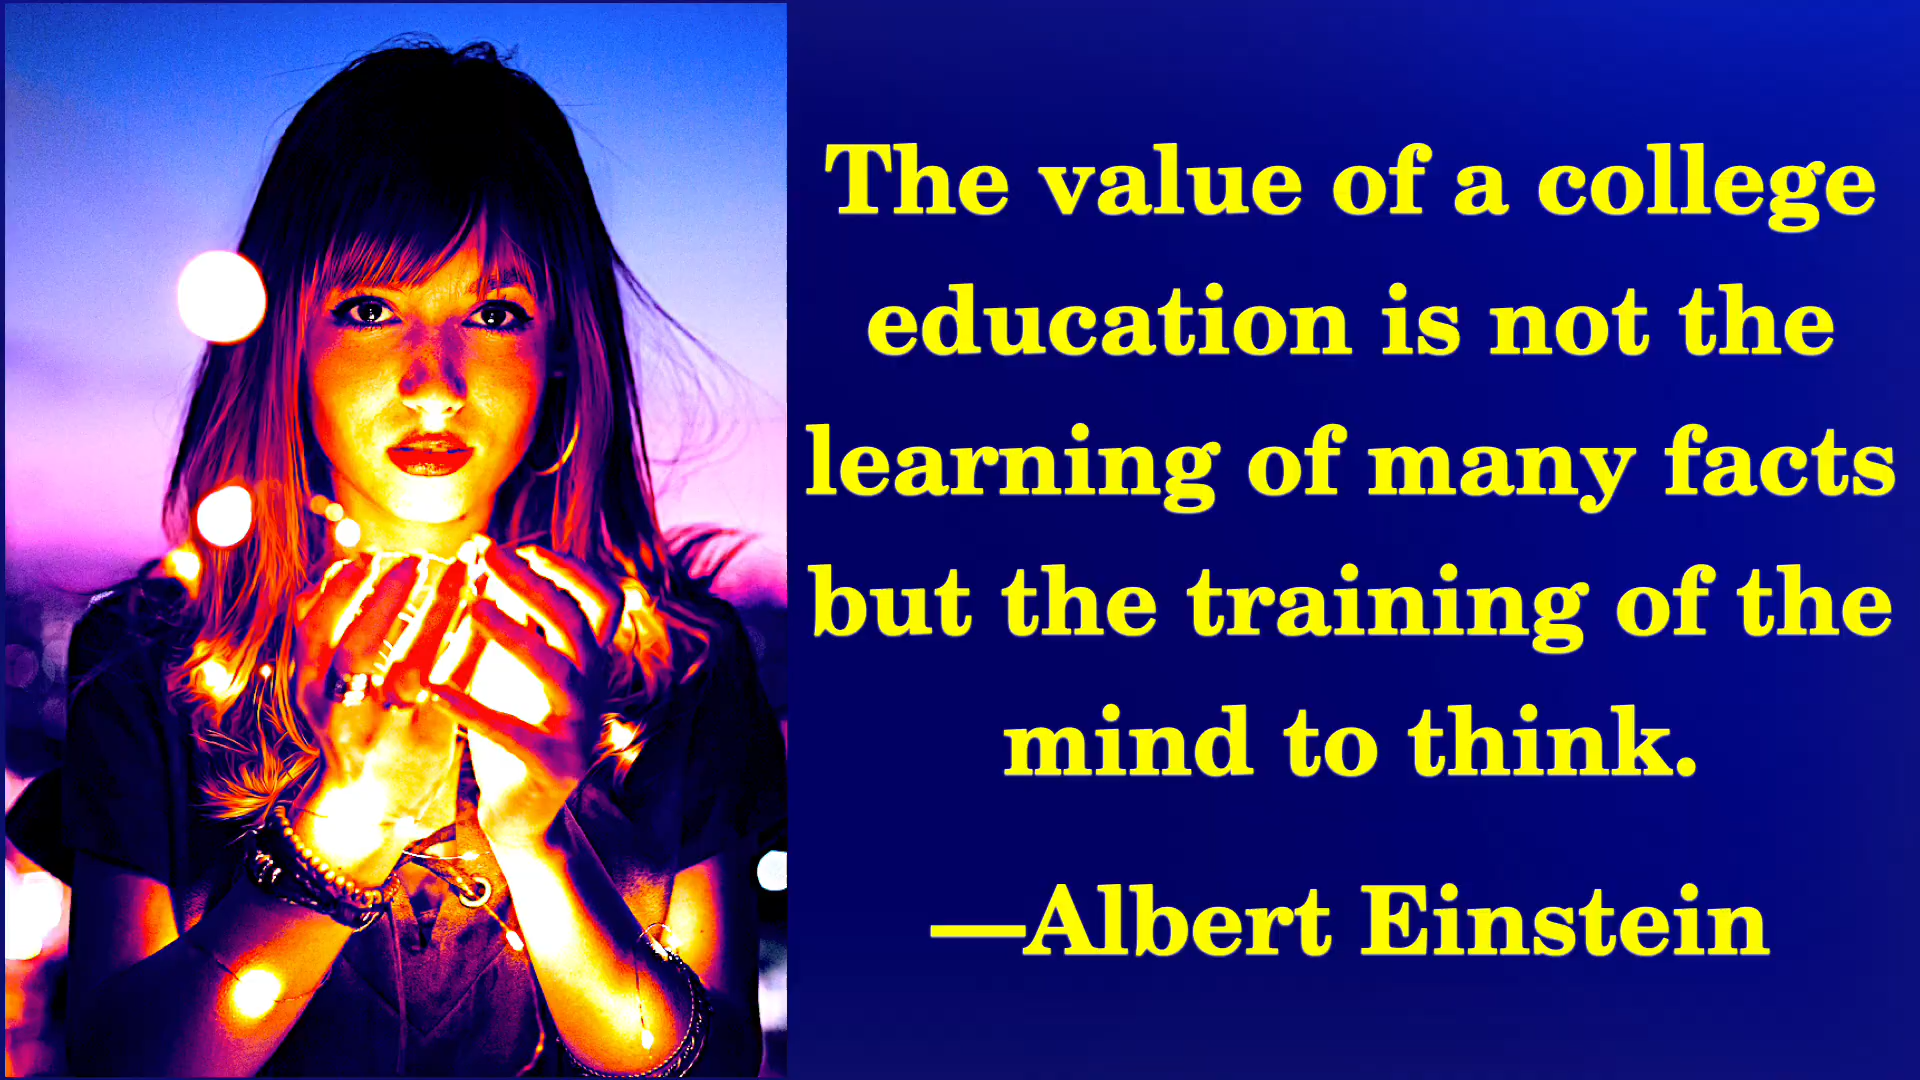 The value of a college
education is not the
learning of many facts
but the training of the
mind to think.
—Albert Einstein